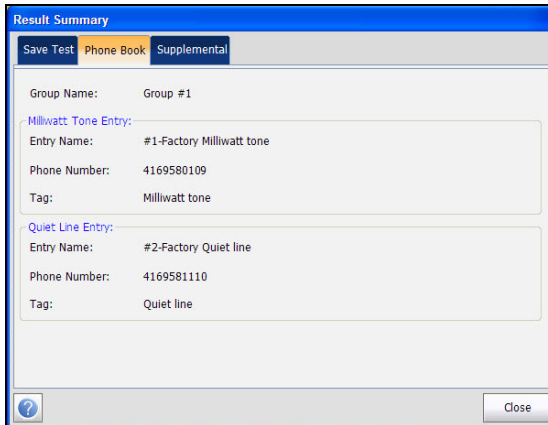 Result Summary
Save Test Phone Book Supplemental
Group Name: Group #1
Milliwatt Tone Entry:
Entry Name: #1-Factory Milliwatt tone
Phone Number: 4169580109
Tag: Milliwatt tone
Quiet Line Entry:
Entry Name: #2-Factory Quiet line
Phone Number: 4169581110
Tag: Quiet line
? Close